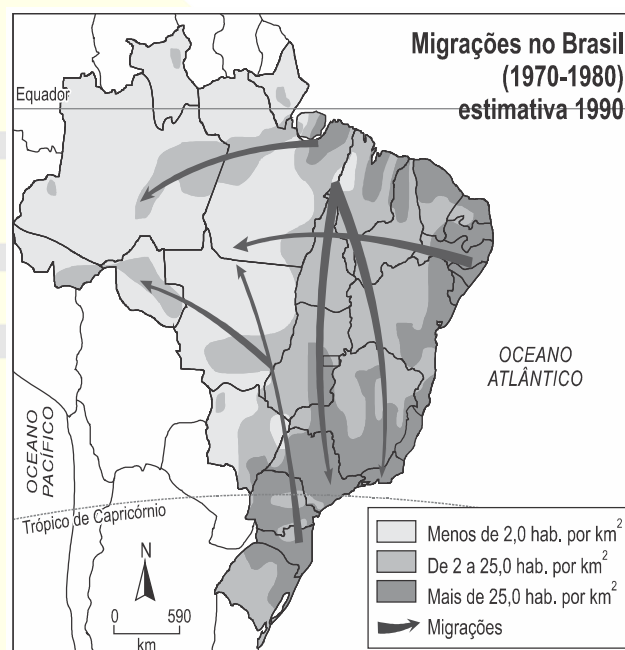 Migrações no Brasil
(1970-1980)
estimativa 1990
Equador
OCEANO
ATLÂNTICO
OCEANO
PACÍFICO
Trópico de Capricórnio
N
0 590
km
Menos de 2,0 hab. por km²
De 2 a 25,0 hab. por km²
Mais de 25,0 hab. por km²
Migrações